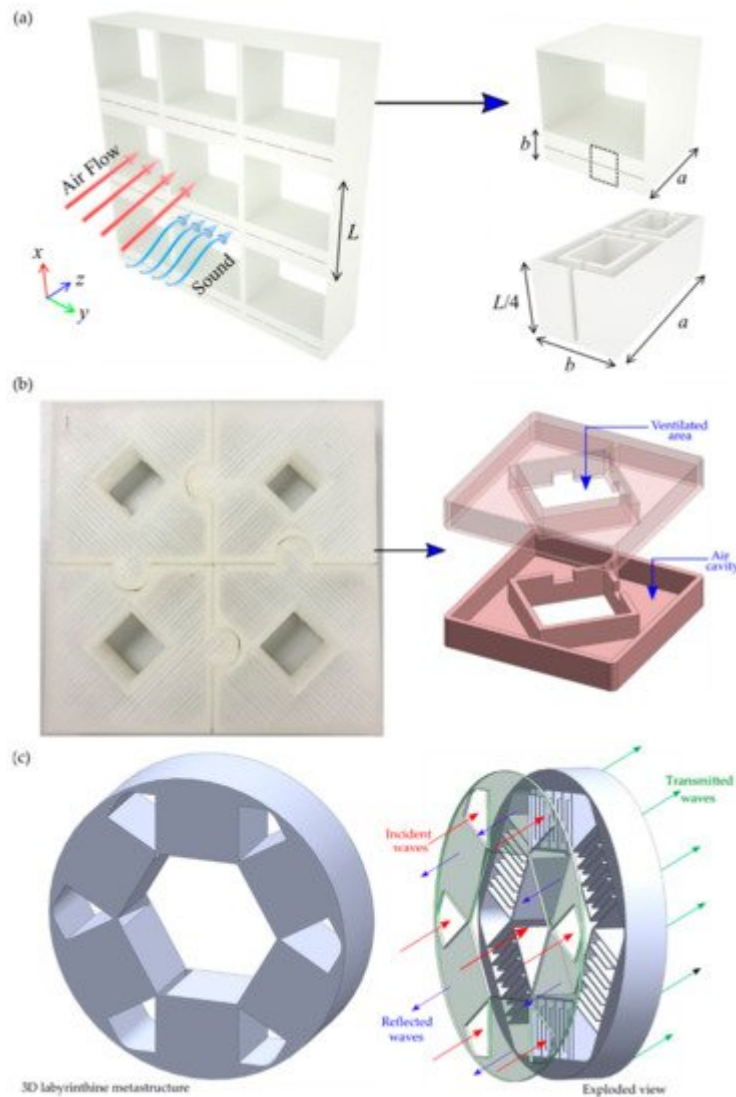 (a)
Air Flow
Sound
L
x
z
y
b
a
L/4
b
a
(b)
Ventilated
area
Air
cavity
(c)
Incident
waves
Transmitted
waves
Reflected
waves
3D labyrinthine metastructure
Exploded view